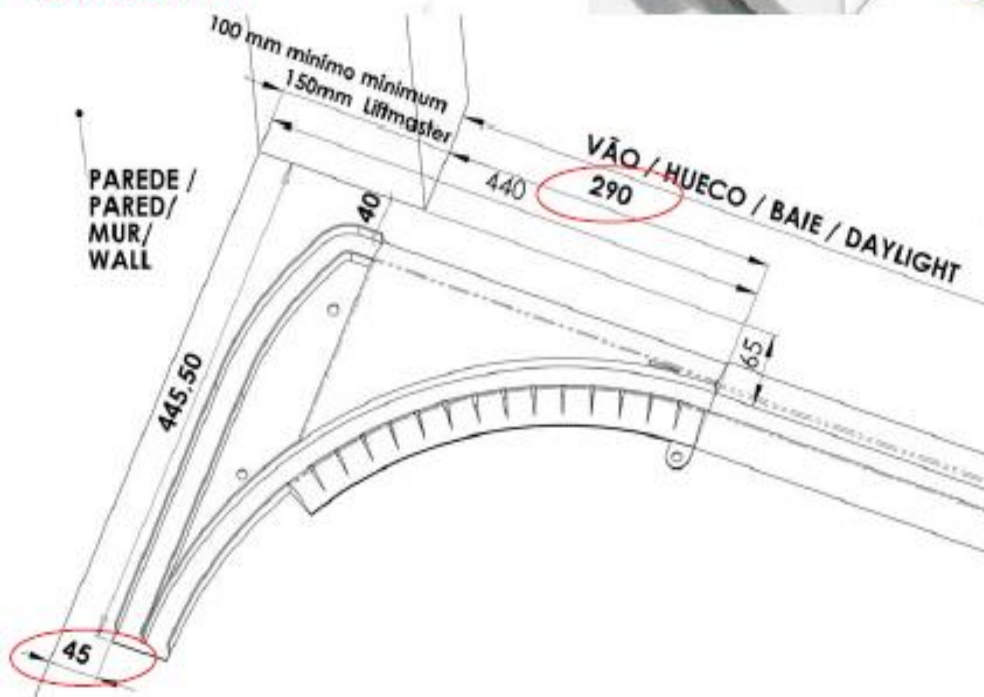 100 mm minimo minimum
150mm Liftmaster
VÃO / HUECO / BAIE / DAYLIGHT
440
290
PAREDE /
PARED/
MUR/
WALL
40
65
445,50
45